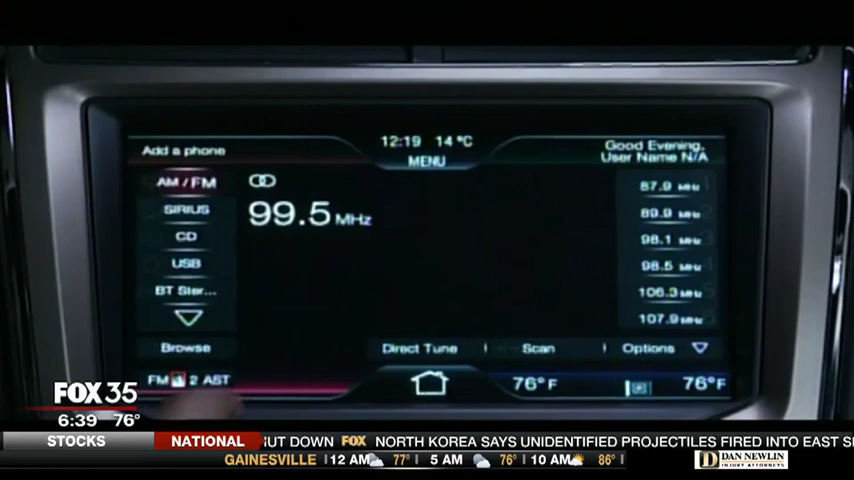 12:19 14°C
Add a phone
MENU
Good Evening,
User Name N/A
AM / FM
SIRIUS
CD
USB
BT Ster...
Browse
99.5 MHz
87.9 MHz
89.9 MHz
98.1 MHz
98.5 MHz
106.3 MHz
107.9 MHz
Direct Tune
Scan
Options
FM 2 AST
76°F
76°F
FOX 35
6:39 76°
STOCKS
NATIONAL
UT DOWN FOX NORTH KOREA SAYS UNIDENTIFIED PROJECTILES FIRED INTO EAST S
GAINESVILLE 12 AM 77° 5 AM 76° 10 AM 86°
DAN NEWLIN
INJURY ATTORNEYS